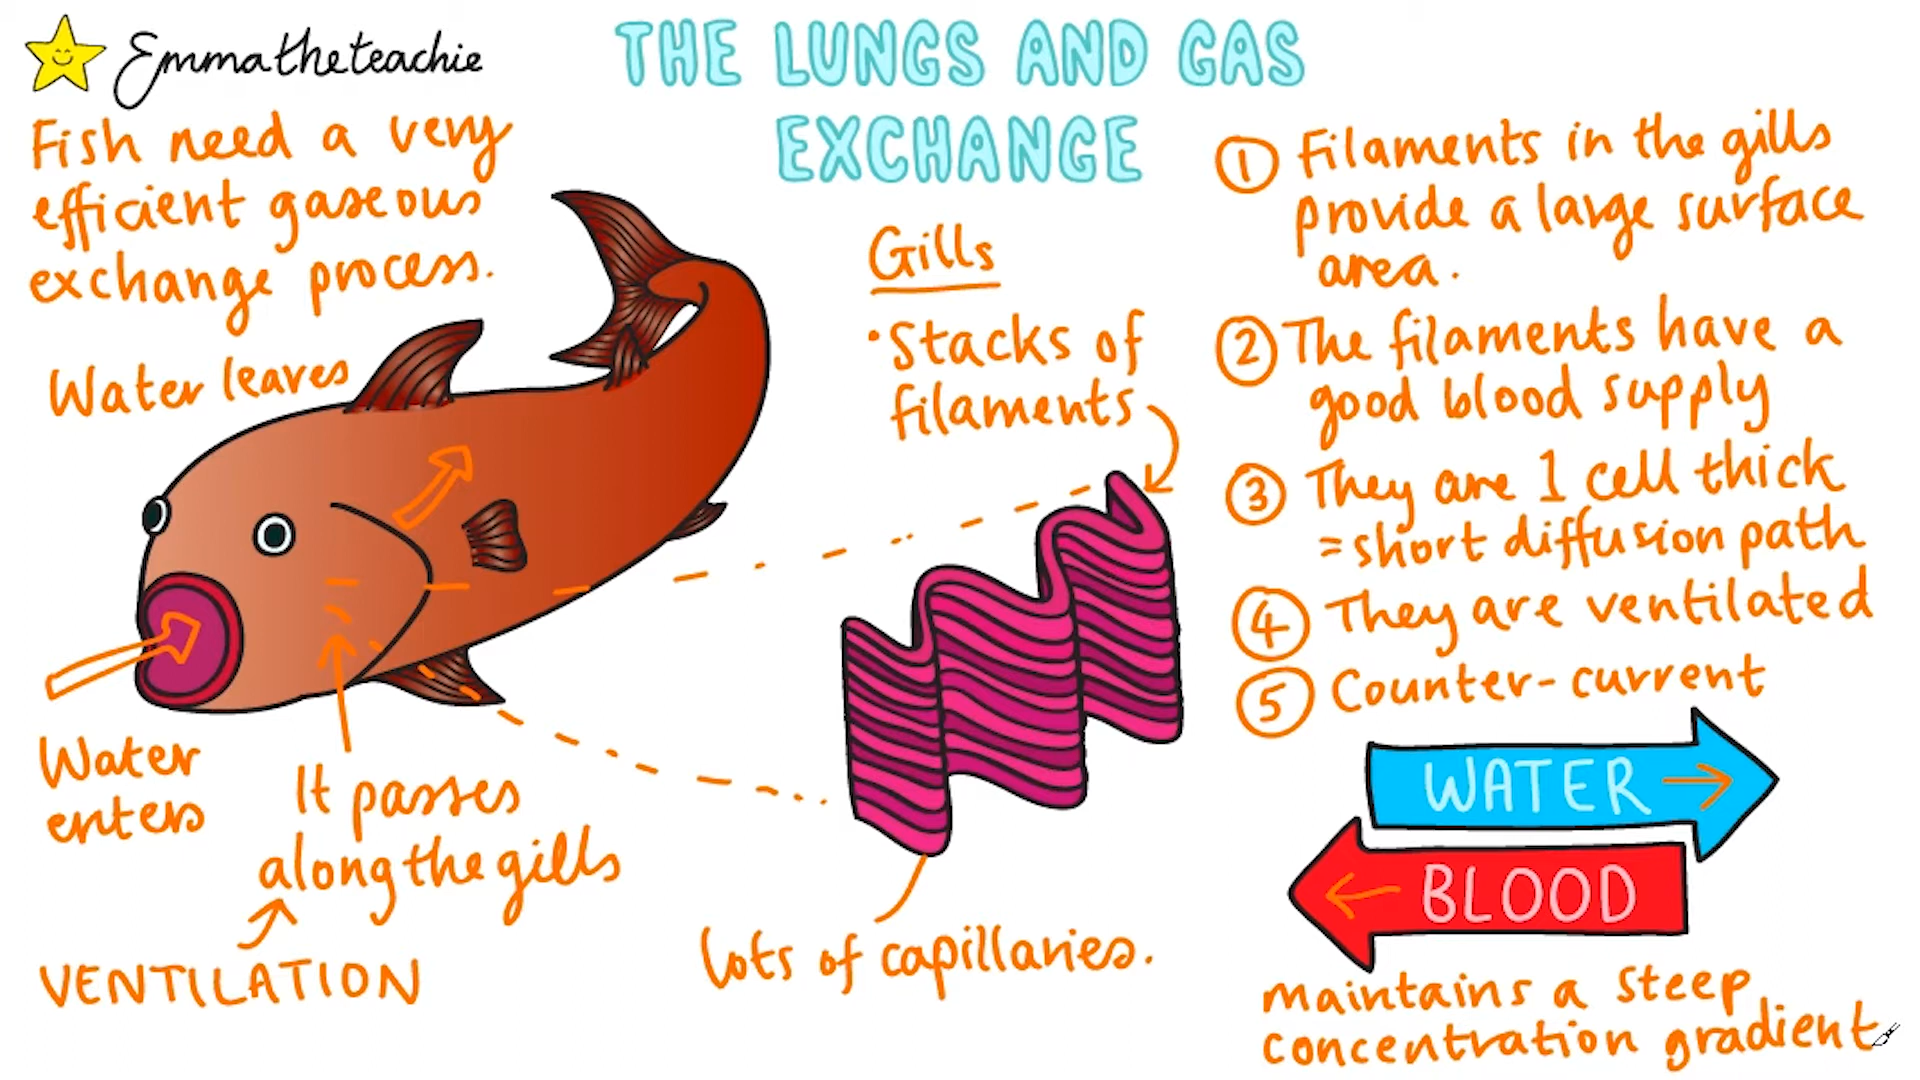 Emmatheteachie
THE LUNGS AND GAS
EXCHANGE
Fish need a very
efficient gaseous
exchange process.
Water leaves
Water
enters
It passes
along the gills
VENTILATION
Gills
• Stacks of
filaments
lots of capillaries.
1 Filaments in the gills
provide a large surface
area.
2 The filaments have a
good blood supply
3 They are 1 cell thick
= short diffusion path
4 They are ventilated
5 Counter-current
WATER →
← BLOOD
maintains a steep
concentration gradient